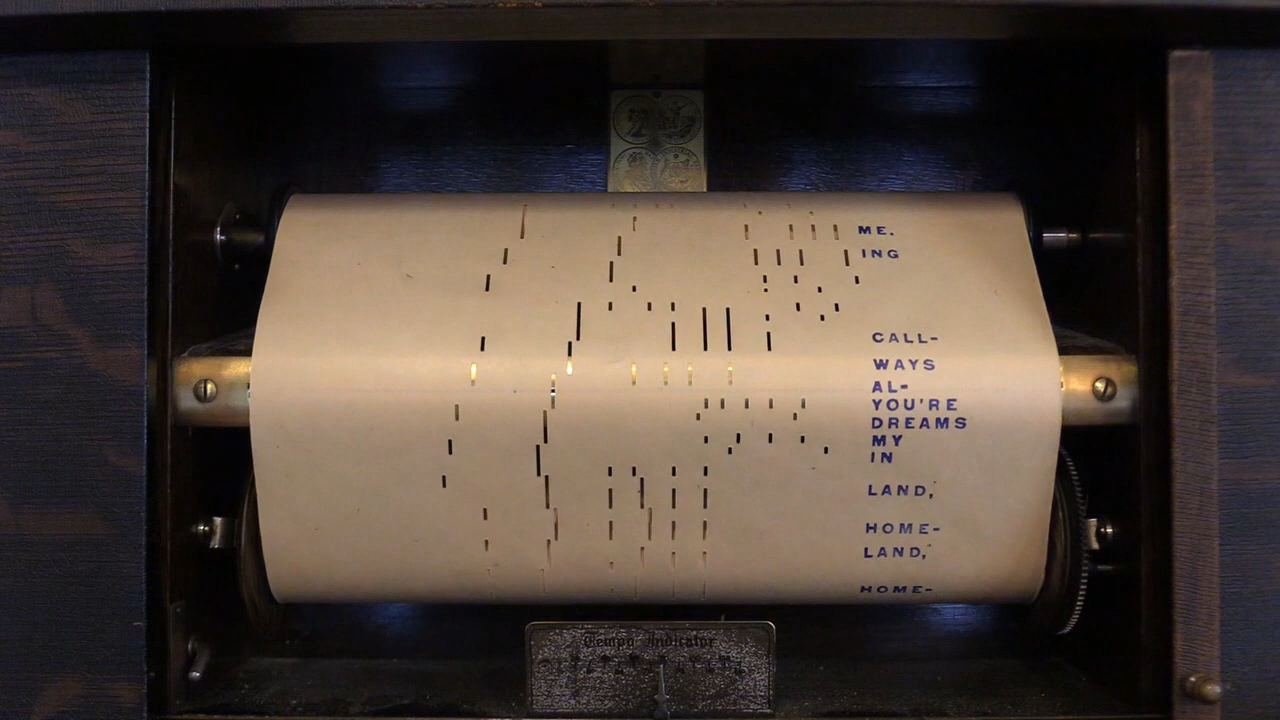 ME.
ING
CALL-
WAYS
AL-
YOU'RE
DREAMS
MY
IN
LAND,
HOME-
LAND,
HOME-
Tempo Indicator